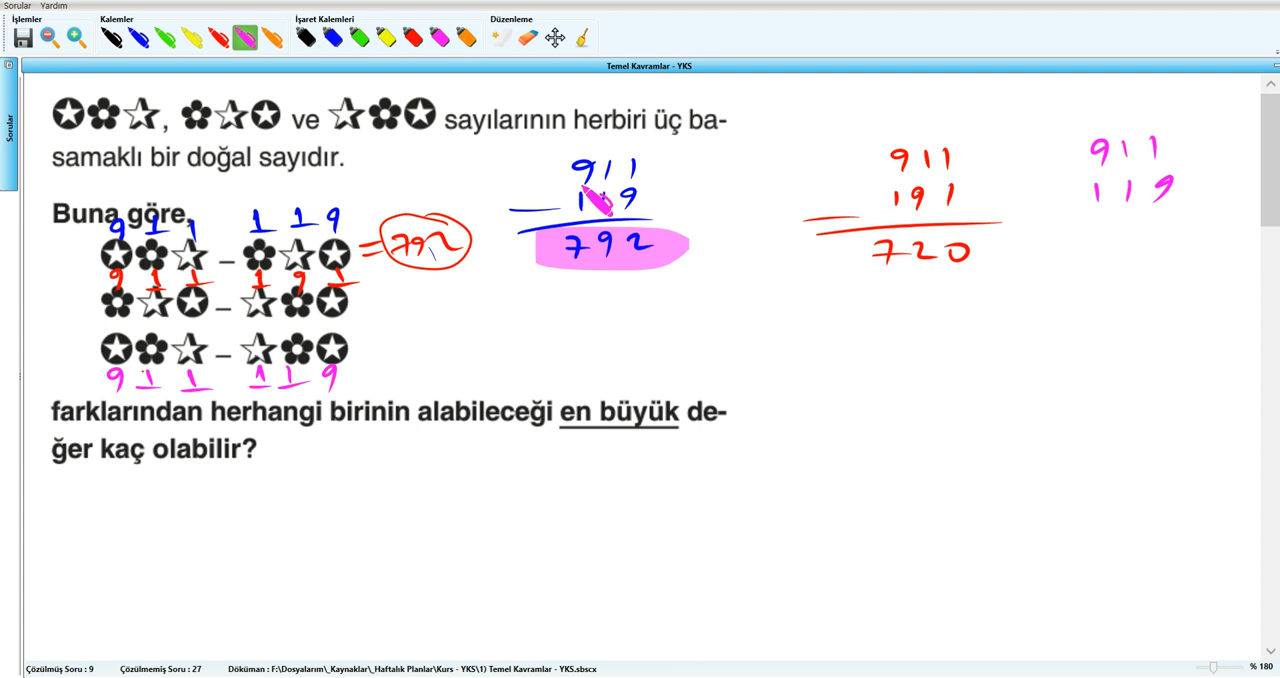 Sorular Yardım
İşlemler Kalemler İşaret Kalemleri Düzenleme
Temel Kavramlar - YKS
Sorular
✪✿☆, ✿☆✪ ve ☆✿✪ sayılarının herbiri üç ba-
samaklı bir doğal sayıdır.
Buna göre,
9 1 1 1 1 9
✪✿☆ – ✿☆✪ = 792
9 1 1 1 9 1
✿☆✪ – ☆✿✪
✪✿☆ – ☆✿✪
9 1 1 1 1 9
farklarından herhangi birinin alabileceği en büyük de-
ğer kaç olabilir?
911
119
792
911
191
720
911
119
Çözülmüş Soru : 9 Çözülmemiş Soru : 27 Döküman : F:\Dosyalarım\_Kaynaklar\_Haftalık Planlar\Kurs - YKS\1) Temel Kavramlar - YKS.sbscx % 180